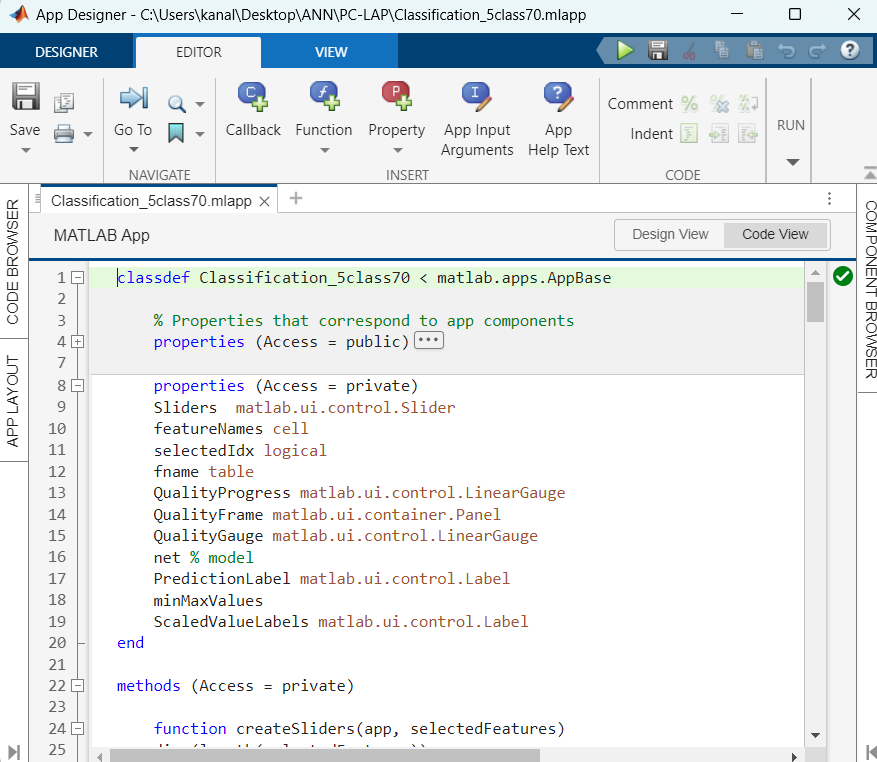 App Designer - C:\Users\kanal\Desktop\ANN\PC-LAP\Classification_5class70.mlapp
DESIGNER EDITOR VIEW
Save
Go To
NAVIGATE
Callback
Function
Property
App Input
Arguments
App
Help Text
INSERT
Comment
Indent
CODE
RUN
CODE BROWSER
APP LAYOUT
Classification_5class70.mlapp
MATLAB App
Design View Code View
COMPONENT BROWSER
1 classdef Classification_5class70 < matlab.apps.AppBase
2
3 % Properties that correspond to app components
4 properties (Access = public) ...
7
8 properties (Access = private)
9 Sliders  matlab.ui.control.Slider
10 featureNames cell
11 selectedIdx logical
12 fname table
13 QualityProgress matlab.ui.control.LinearGauge
14 QualityFrame matlab.ui.container.Panel
15 QualityGauge matlab.ui.control.LinearGauge
16 net % model
17 PredictionLabel matlab.ui.control.Label
18 minMaxValues
19 ScaledValueLabels matlab.ui.control.Label
20 end
21
22 methods (Access = private)
23
24 function createSliders(app, selectedFeatures)
25